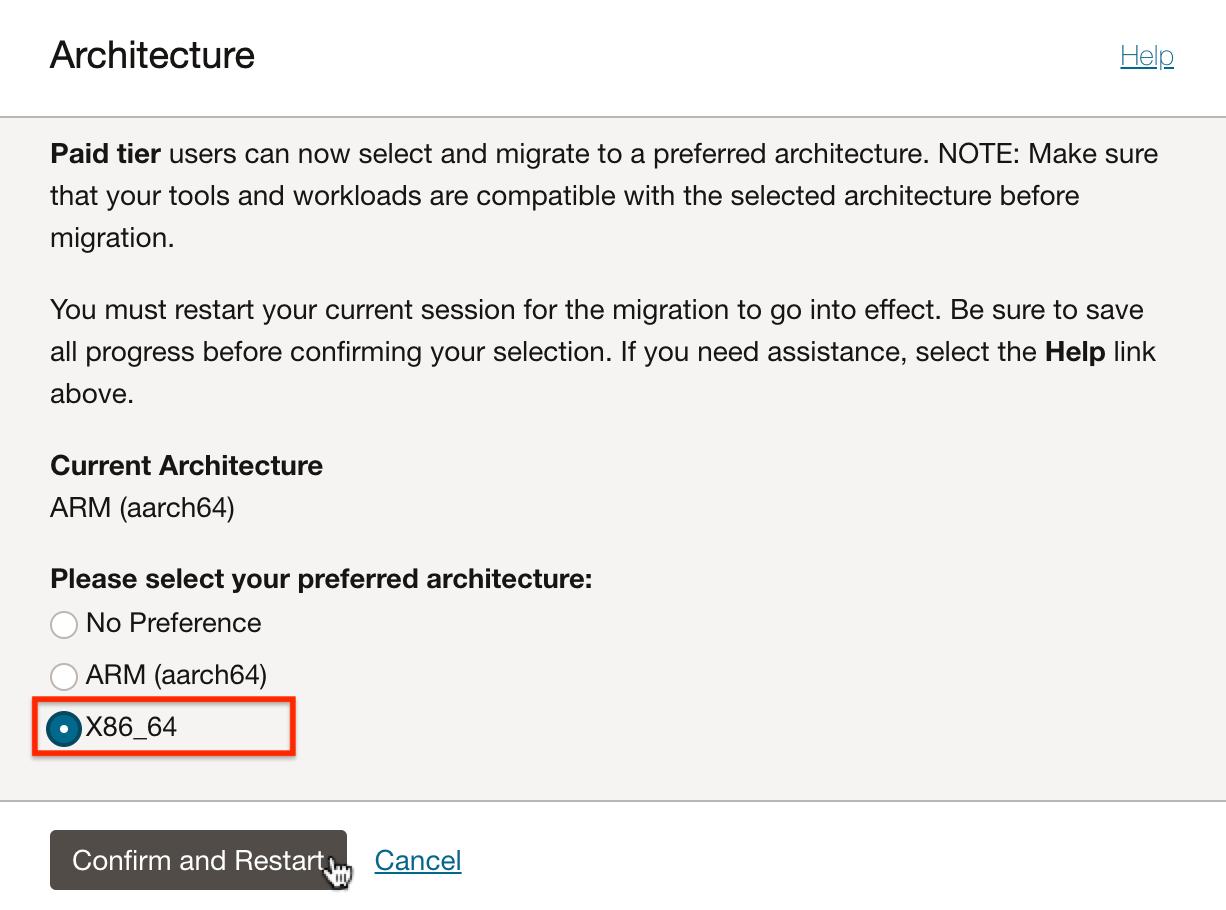 Architecture
Help
Paid tier users can now select and migrate to a preferred architecture. NOTE: Make sure
that your tools and workloads are compatible with the selected architecture before
migration.
You must restart your current session for the migration to go into effect. Be sure to save
all progress before confirming your selection. If you need assistance, select the Help link
above.
Current Architecture
ARM (aarch64)
Please select your preferred architecture:
No Preference
ARM (aarch64)
X86_64
Confirm and Restart
Cancel